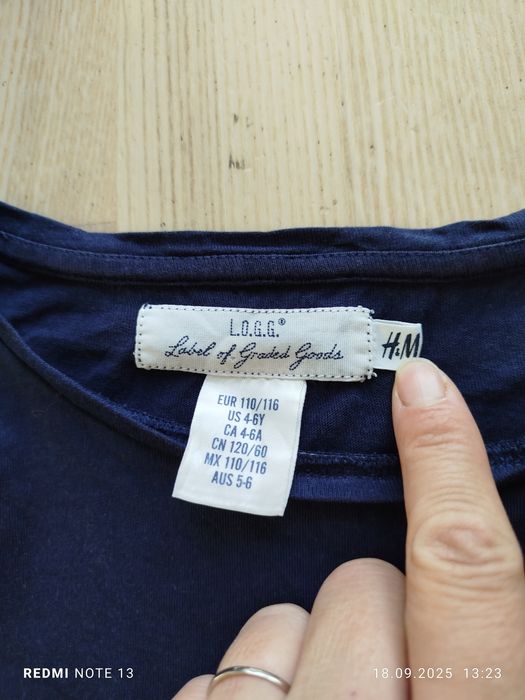 L.O.G.G.®
Label of Graded Goods
H.M
EUR 110/116
US 4-6Y
CA 4-6A
CN 120/60
MX 110/116
AUS 5-6
REDMI NOTE 13
18.09.2025 13:23